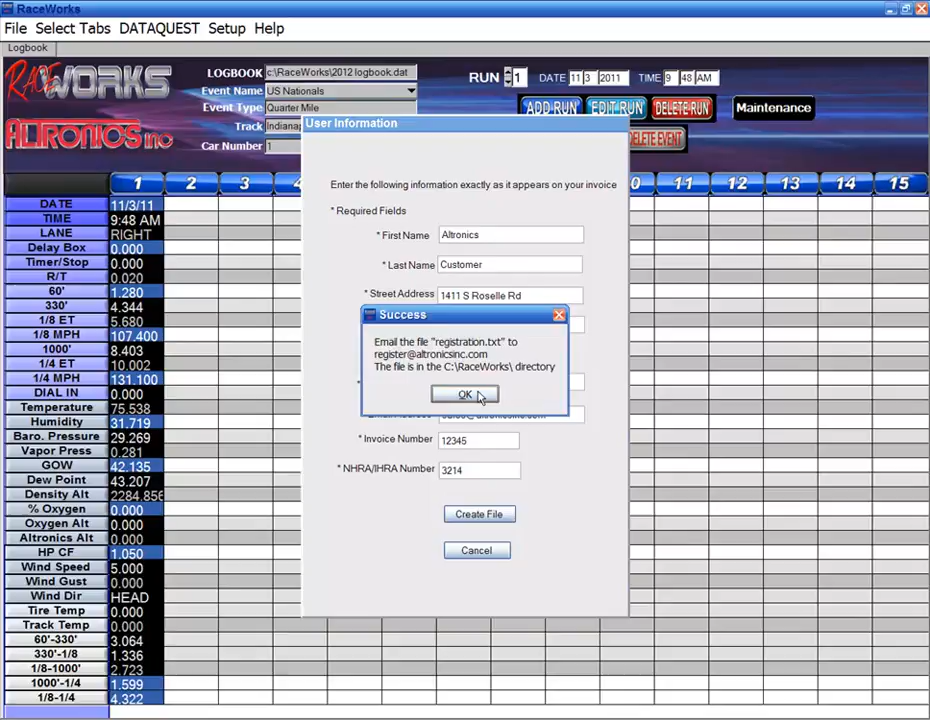 RaceWorks
File Select Tabs DATAQUEST Setup Help
Logbook
RACEWORKS
ALTRONICS INC
LOGBOOK c:\RaceWorks\2012 logbook.dat
Event Name US Nationals
Event Type Quarter Mile
Track Indiana
Car Number 1
RUN 1 DATE 11 3 2011 TIME 9 48 AM
ADD RUN EDIT RUN DELETE RUN Maintenance
DELETE EVENT
1 2 3 4 0 11 12 13 14 15
DATE 11/3/11
TIME 9:48 AM
LANE RIGHT
Delay Box 0.000
Timer/Stop 0.000
R/T 0.020
60' 1.280
330' 4.344
1/8 ET 5.680
1/8 MPH 107.400
1000' 8.403
1/4 ET 10.002
1/4 MPH 131.100
DIAL IN 0.000
Temperature 75.538
Humidity 31.719
Baro. Pressure 29.269
Vapor Press 0.281
GOW 42.135
Dew Point 43.207
Density Alt 2284.856
% Oxygen 0.000
Oxygen Alt 0.000
Altronics Alt 0.000
HP CF 1.050
Wind Speed 5.000
Wind Gust 0.000
Wind Dir HEAD
Tire Temp 0.000
Track Temp 0.000
60'-330' 3.064
330'-1/8 1.336
1/8-1000' 2.723
1000'-1/4 1.599
1/8-1/4 4.322
User Information
Enter the following information exactly as it appears on your invoice
* Required Fields
* First Name Altronics
* Last Name Customer
* Street Address 1411 S Roselle Rd
Success
Email the file "registration.txt" to
register@altronicsinc.com
The file is in the C:\RaceWorks\ directory
OK
*
* Invoice Number 12345
* NHRA/IHRA Number 3214
Create File
Cancel